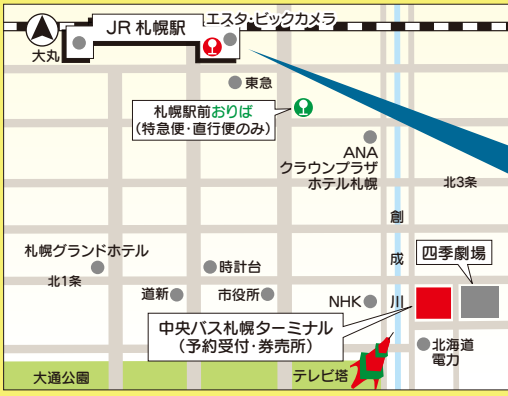 JR 札幌駅
エスタ・ビックカメラ
大丸
東急
札幌駅前おりば
(特急便・直行便のみ)
ANA
クラウンプラザ
ホテル札幌
北3条
創成川
札幌グランドホテル
時計台
四季劇場
北1条
道新
市役所
NHK
中央バス札幌ターミナル
(予約受付・券売所)
北海道
電力
大通公園
テレビ塔